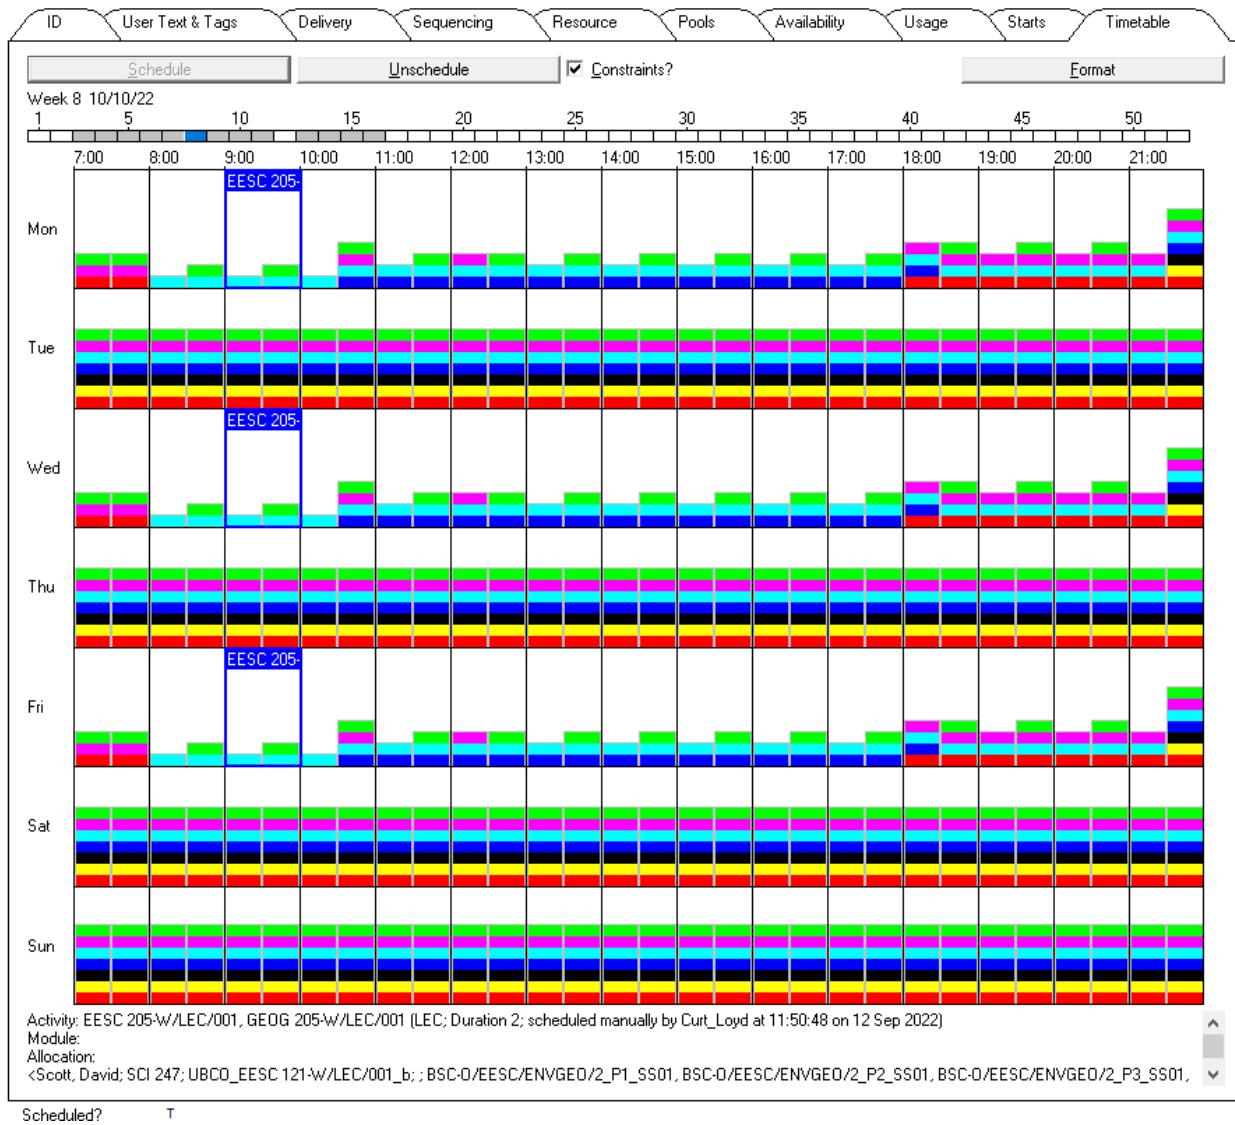 ID User Text & Tags Delivery Sequencing Resource Pools Availability Usage Starts Timetable
Schedule Unschedule Constraints? Format
Week 8 10/10/22
1 5 10 15 20 25 30 35 40 45 50
7:00 8:00 9:00 10:00 11:00 12:00 13:00 14:00 15:00 16:00 17:00 18:00 19:00 20:00 21:00
EESC 205-
Mon
Tue
EESC 205-
Wed
Thu
EESC 205-
Fri
Sat
Sun
Activity: EESC 205-W/LEC/001, GEOG 205-W/LEC/001 (LEC; Duration 2; scheduled manually by Curt_Loyd at 11:50:48 on 12 Sep 2022)
Module:
Allocation:
<Scott, David; SCI 247; UBCO_EESC 121-W/LEC/001_b; ; BSC-O/EESC/ENVGEO/2_P1_SS01, BSC-O/EESC/ENVGEO/2_P2_SS01, BSC-O/EESC/ENVGEO/2_P3_SS01,
Scheduled? T